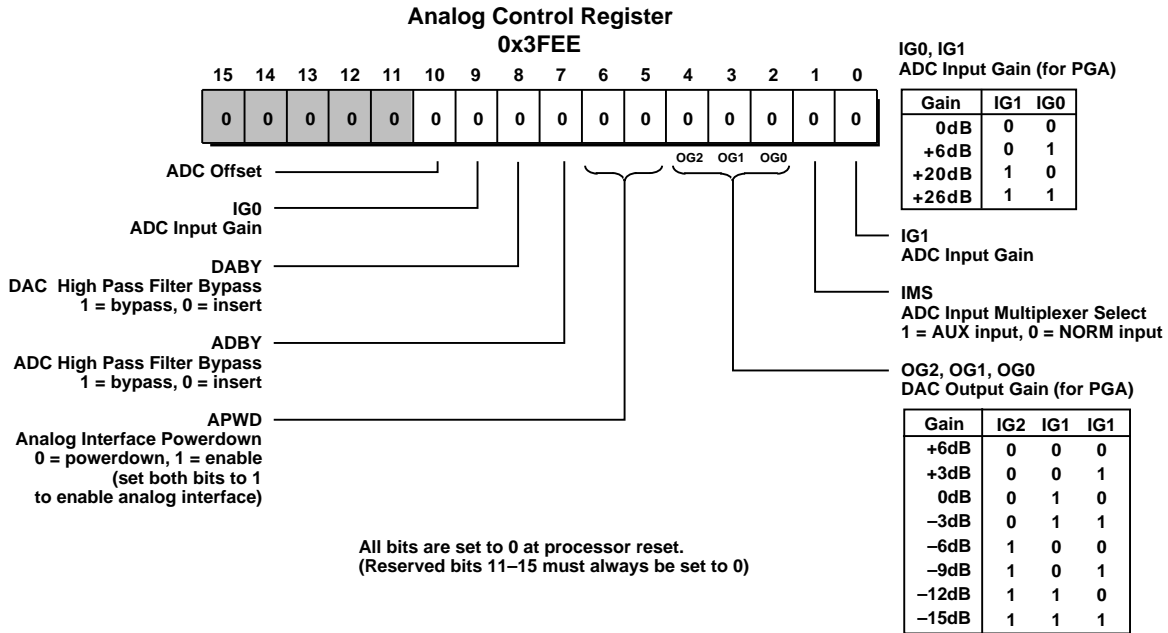 Analog Control Register
0x3FEE
15 14 13 12 11 10 9 8 7 6 5 4 3 2 1 0
0 0 0 0 0 0 0 0 0 0 0 0 0 0 0 0
OG2 OG1 OG0
ADC Offset
IG0
ADC Input Gain
DABY
DAC High Pass Filter Bypass
1 = bypass, 0 = insert
ADBY
ADC High Pass Filter Bypass
1 = bypass, 0 = insert
APWD
Analog Interface Powerdown
0 = powerdown, 1 = enable
(set both bits to 1
to enable analog interface)
IG0, IG1
ADC Input Gain (for PGA)
Gain IG1 IG0
0dB 0 0
+6dB 0 1
+20dB 1 0
+26dB 1 1
IG1
ADC Input Gain
IMS
ADC Input Multiplexer Select
1 = AUX input, 0 = NORM input
OG2, OG1, OG0
DAC Output Gain (for PGA)
Gain IG2 IG1 IG1
+6dB 0 0 0
+3dB 0 0 1
0dB 0 1 0
–3dB 0 1 1
–6dB 1 0 0
–9dB 1 0 1
–12dB 1 1 0
–15dB 1 1 1
All bits are set to 0 at processor reset.
(Reserved bits 11–15 must always be set to 0)